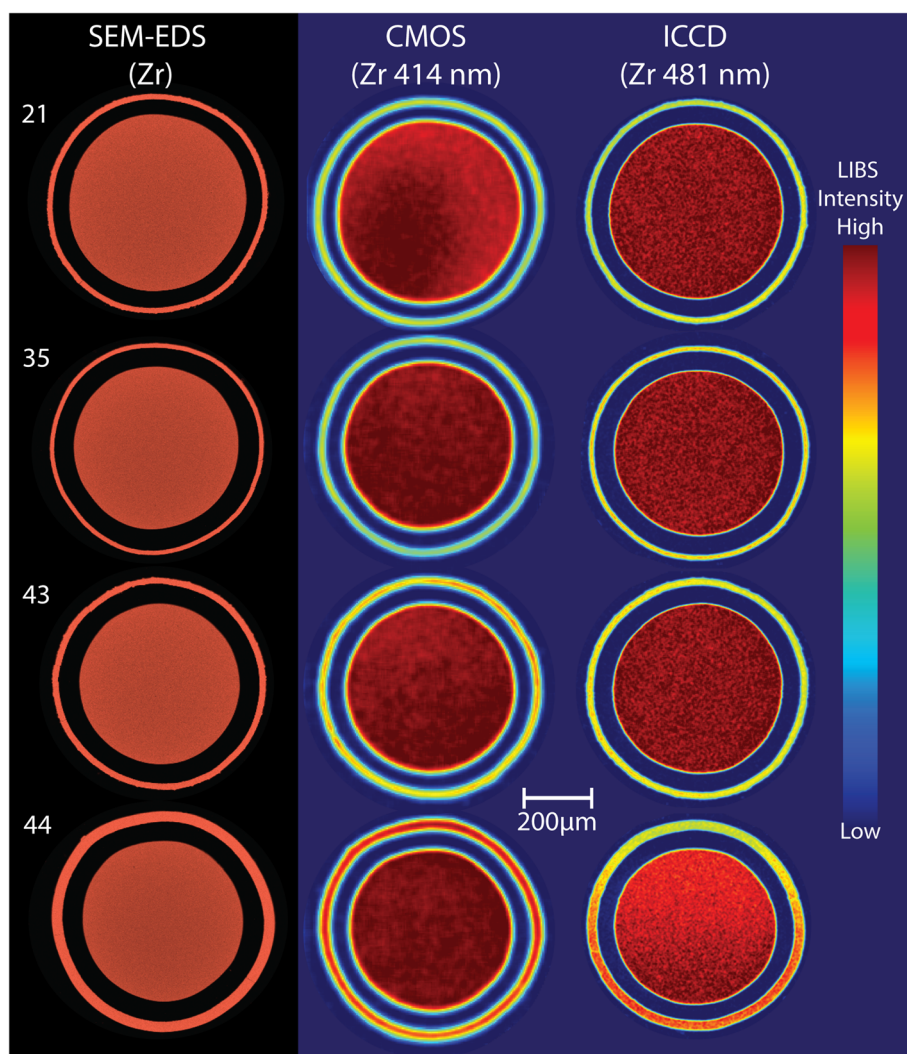 SEM-EDS
(Zr)
CMOS
(Zr 414 nm)
ICCD
(Zr 481 nm)
21
35
43
44
LIBS
Intensity
High
Low
200µm